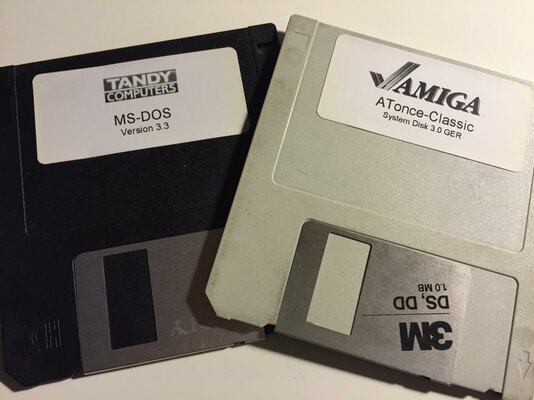 TANDY
COMPUTERS
MS-DOS
Version 3.3
AMIGA
ATonce-Classic
System Disk 3.0 GER
3M
DS, DD
1.0 MB